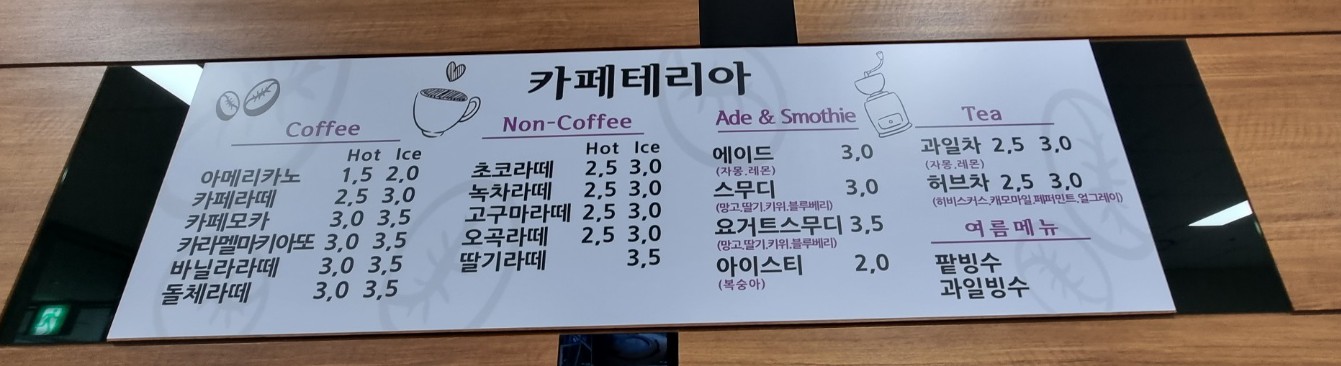 카페테리아
Coffee
Hot Ice
아메리카노 1,5 2,0
카페라떼 2,5 3,0
카페모카 3,0 3,5
카라멜마키아또 3,0 3,5
바닐라라떼 3,0 3,5
돌체라떼 3,0 3,5
Non-Coffee
Hot Ice
초코라떼 2,5 3,0
녹차라떼 2,5 3,0
고구마라떼 2,5 3,0
오곡라떼 2,5 3,0
딸기라떼 3,5
Ade & Smothie
에이드 3,0
(자몽,레몬)
스무디 3,0
(망고,딸기,키위,블루베리)
요거트스무디 3,5
(망고,딸기,키위,블루베리)
아이스티 2,0
(복숭아)
Tea
과일차 2,5 3,0
(자몽,레몬)
허브차 2,5 3,0
(히비스커스,캐모마일,페퍼민트,얼그레이)
여름메뉴
팥빙수
과일빙수